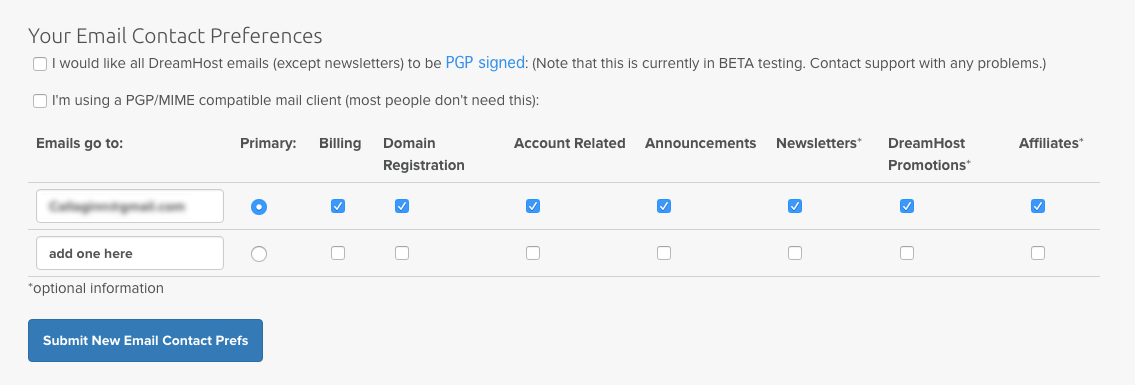 Your Email Contact Preferences
I would like all DreamHost emails (except newsletters) to be PGP signed: (Note that this is currently in BETA testing. Contact support with any problems.)
I'm using a PGP/MIME compatible mail client (most people don't need this):
Emails go to: Primary: Billing Domain Registration Account Related Announcements Newsletters* DreamHost Promotions* Affiliates*
add one here
*optional information
Submit New Email Contact Prefs